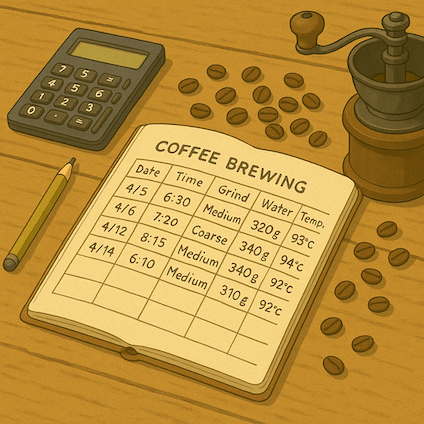 7 5 =
4 5 6
1 2 3
0
COFFEE BREWING
Date Time Grind Water Temp.
4/5 6:30 Medium 320g 93°c
4/6 7:20 Coarse 340g 94°c
4/12 8:15 Medium 340g 92°c
4/14 6:10 Medium 310g 92°c